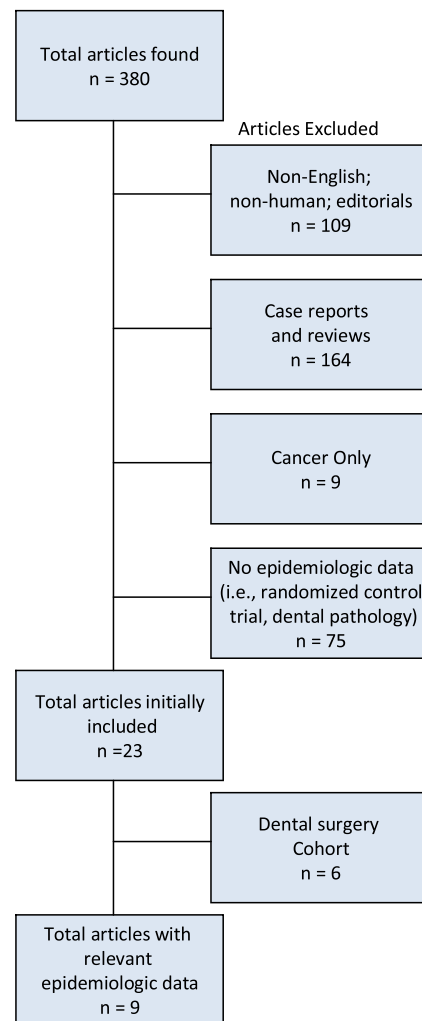 Total articles found
n = 380
Articles Excluded
Non-English;
non-human; editorials
n = 109
Case reports
and reviews
n = 164
Cancer Only
n = 9
No epidemiologic data
(i.e., randomized control
trial, dental pathology)
n = 75
Total articles initially
included
n =23
Dental surgery
Cohort
n = 6
Total articles with
relevant
epidemiologic data
n = 9